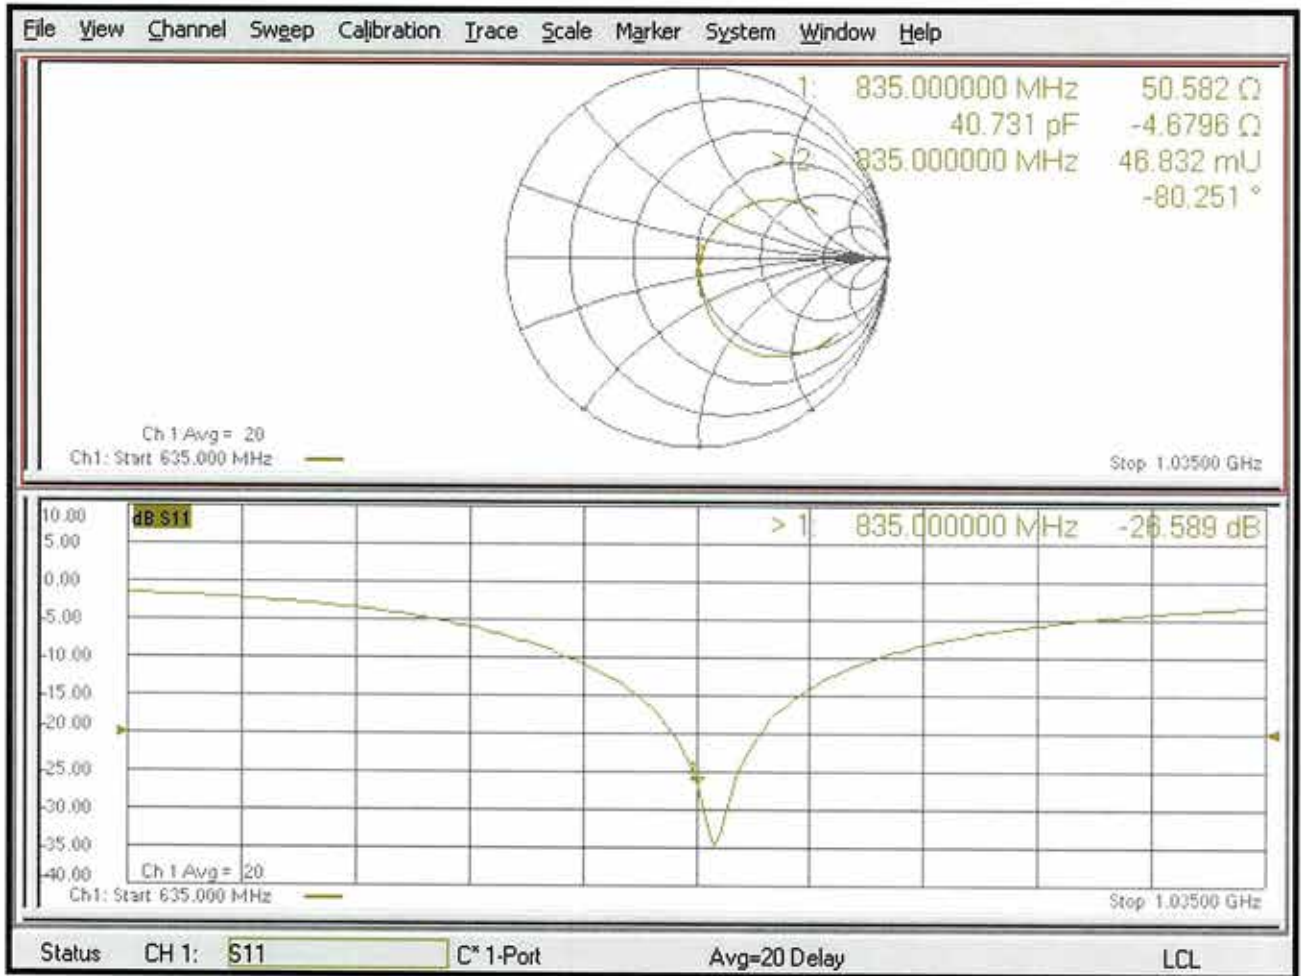 File View Channel Sweep Calibration Trace Scale Marker System Window Help
1: 835.000000 MHz 50.582 Ω
40.731 pF -4.6796 Ω
> 2: 835.000000 MHz 46.832 mU
-80.251 °
Ch 1 Avg = 20
Ch1: Start 635.000 MHz
Stop 1.03500 GHz
10.00
dB S11
> 1: 835.000000 MHz -26.589 dB
5.00
0.00
-5.00
-10.00
-15.00
-20.00
-25.00
-30.00
-35.00
-40.00
Ch 1 Avg = 20
Ch1: Start 635.000 MHz
Stop 1.03500 GHz
Status CH 1: S11 C* 1-Port Avg=20 Delay LCL